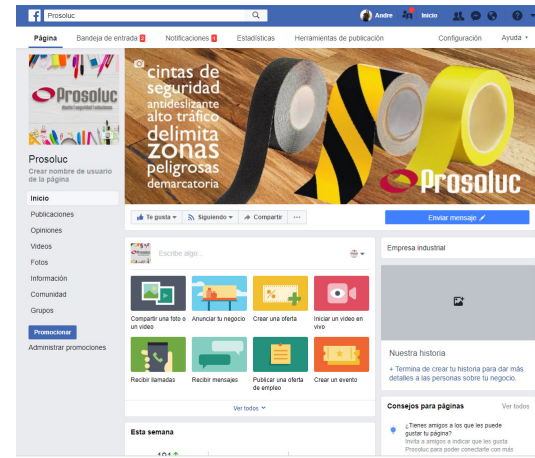 Prosoluc
Andre
Inicio
Página
Bandeja de entrada 2
Notificaciones 1
Estadísticas
Herramientas de publicación
Configuración
Ayuda
Prosoluc
cintas de
seguridad
antideslizante
alto tráfico
delimita
zonas
peligrosas
demarcatoria
Prosoluc
Prosoluc
Crear nombre de usuario
de la página
Inicio
Publicaciones
Opiniones
Videos
Fotos
Información
Comunidad
Grupos
Promocionar
Administrar promociones
Te gusta
Siguiendo
Compartir
...
Enviar mensaje
Escribe algo...
Compartir una foto o
un video
Anunciar tu negocio
Crear una oferta
Iniciar un video en
vivo
Recibir llamadas
Recibir mensajes
Publicar una oferta
de empleo
Crear un evento
Ver todos
Esta semana
Empresa industrial
Nuestra historia
+ Termina de crear tu historia para dar más
detalles a las personas sobre tu negocio.
Consejos para páginas
Ver todos
¿Tienes amigos a los que les puede
gustar tu página?
Invita a amigos a indicar que les gusta
Prosoluc para poder conectarte con más